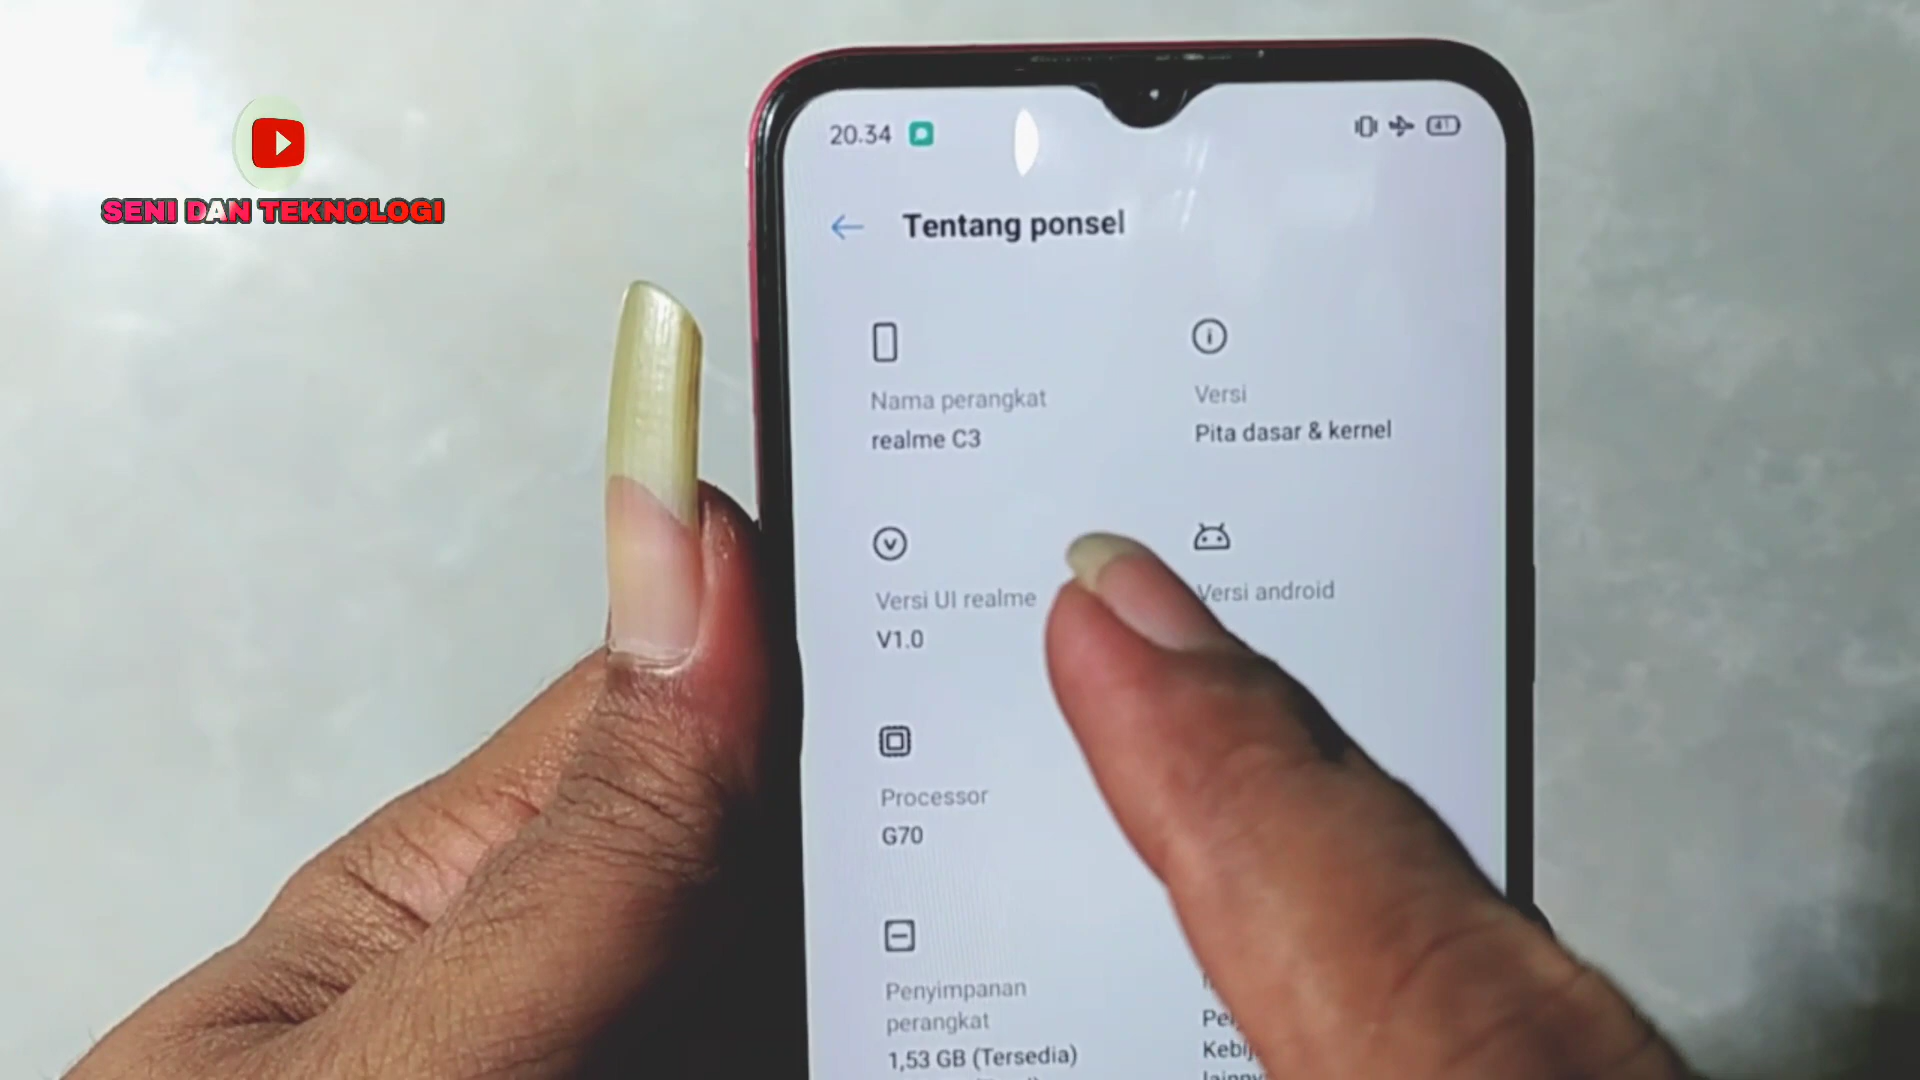 SENI DAN TEKNOLOGI
20.34
41
Tentang ponsel
Nama perangkat
realme C3
Versi
Pita dasar & kernel
Versi UI realme
V1.0
Versi android
Processor
G70
Penyimpanan
perangkat
1,53 GB (Tersedia)